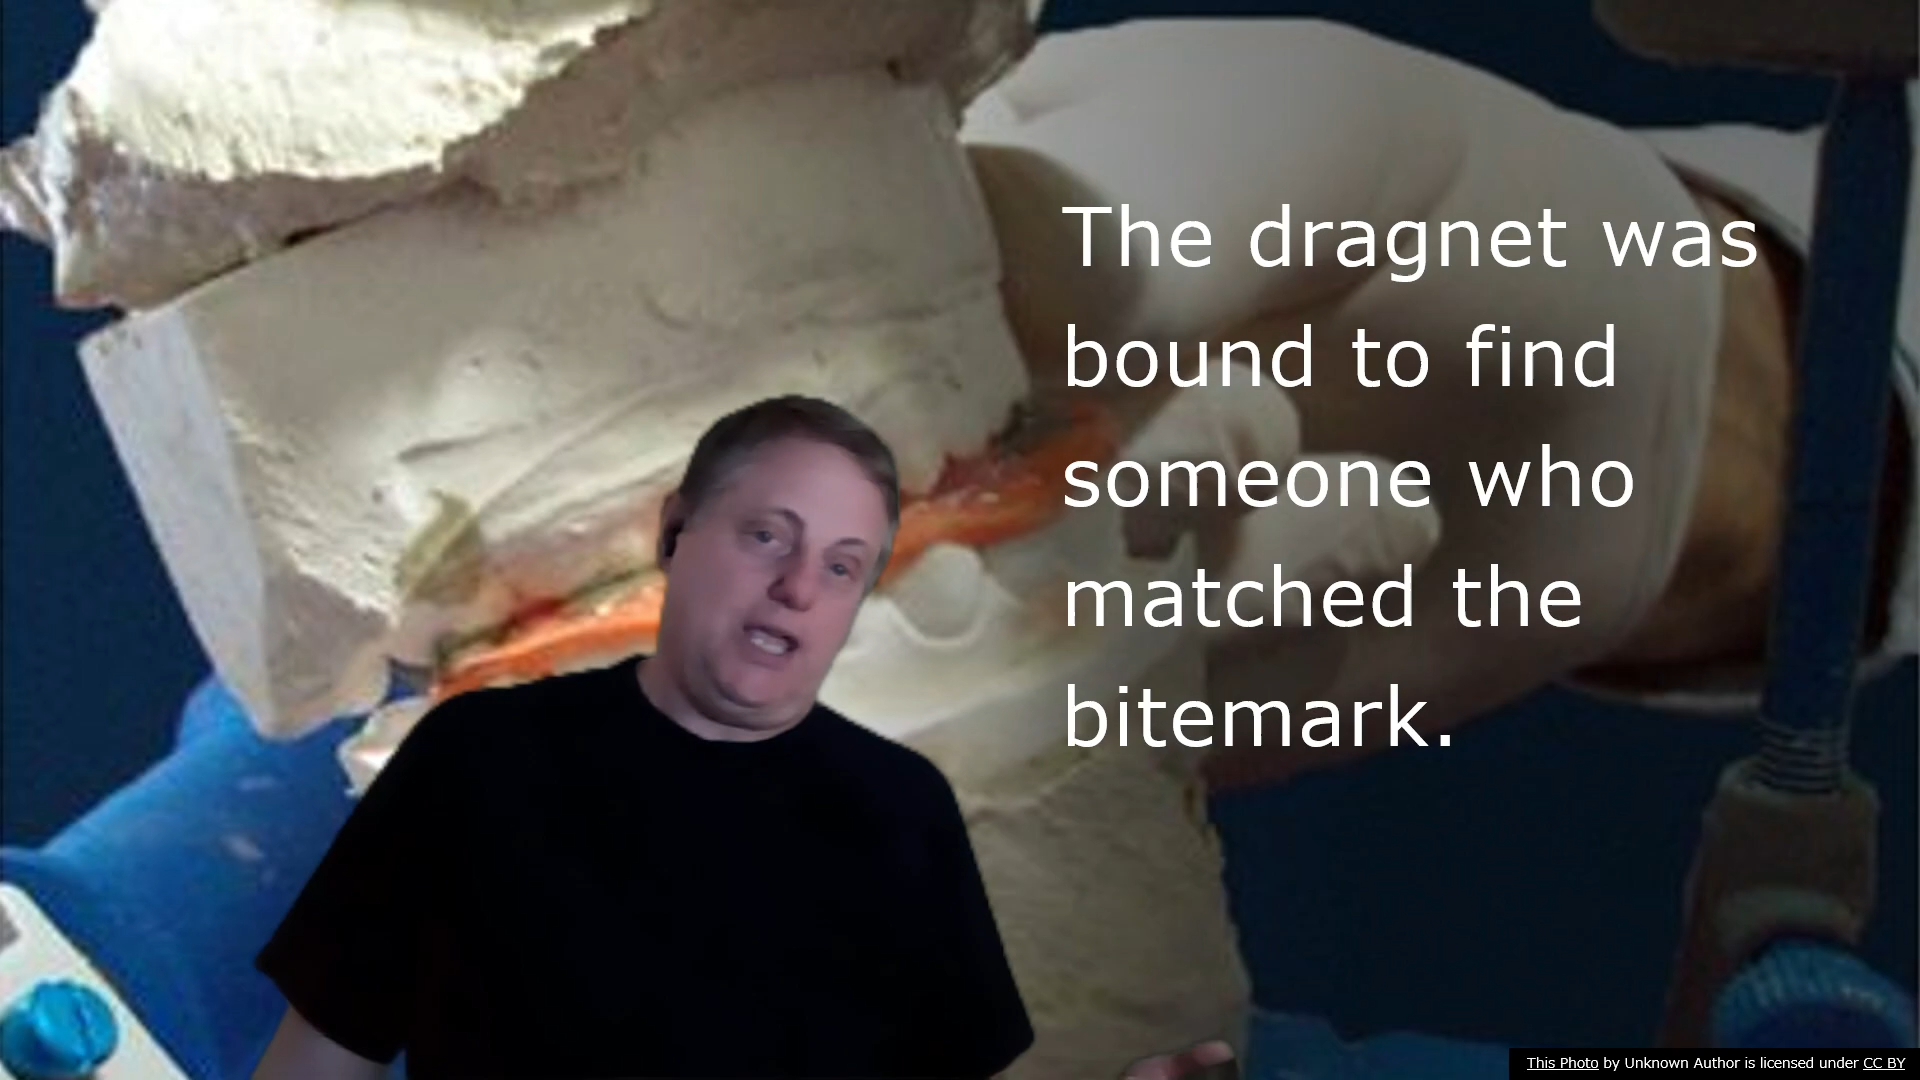 The dragnet was
bound to find
someone who
matched the
bitemark.
This Photo by Unknown Author is licensed under CC BY